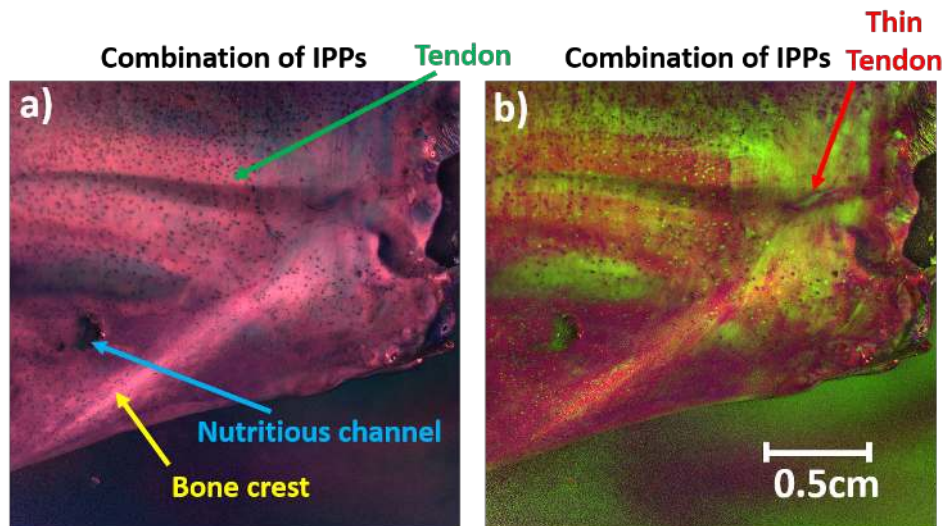 Combination of IPPs
Tendon
a)
Nutritious channel
Bone crest
Combination of IPPs
Thin
Tendon
b)
0.5cm